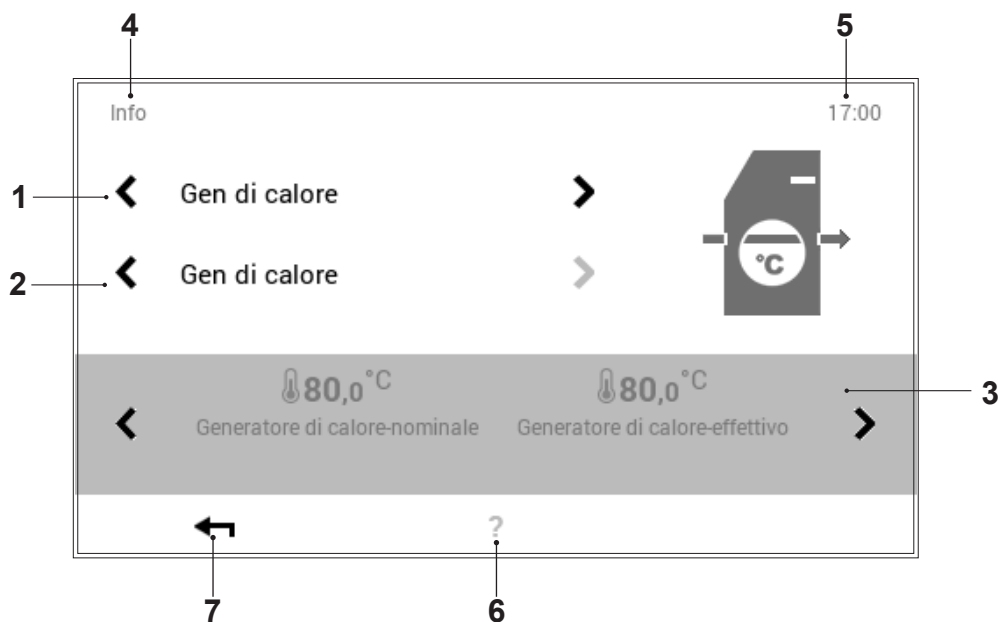 4
5
Info
17:00
1
Gen di calore
2
Gen di calore
°C
80,0°C
80,0°C
3
Generatore di calore-nominale
Generatore di calore-effettivo
?
7
6